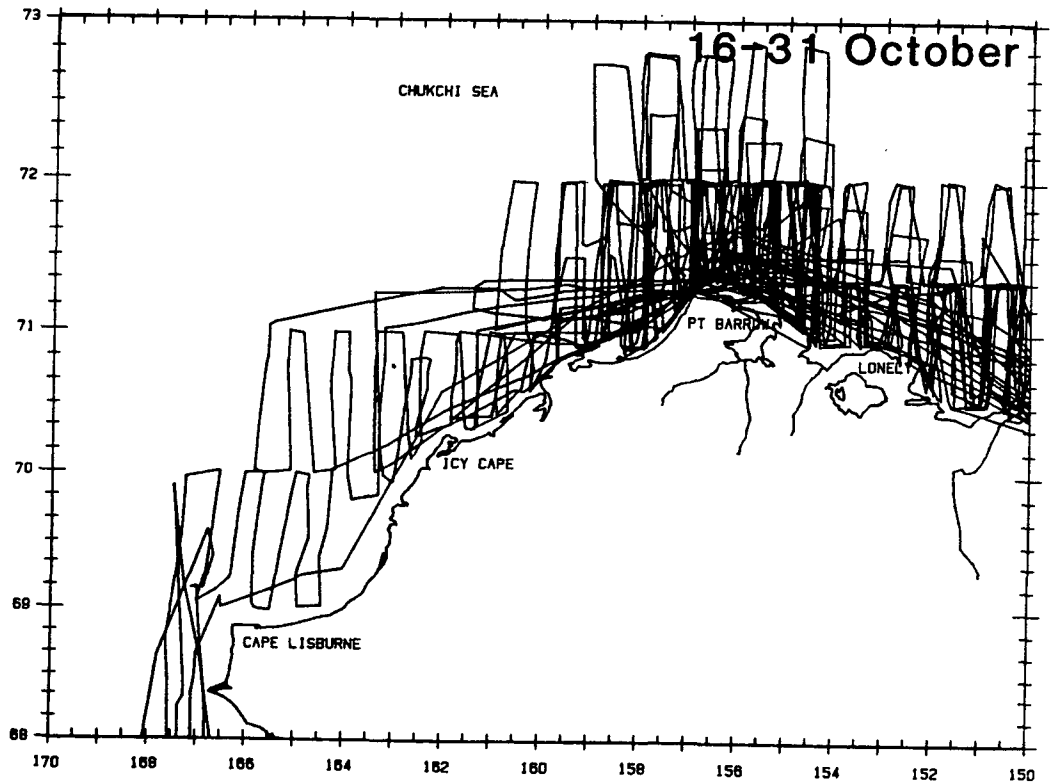 73
16-31 October
CHUKCHI SEA
72
71
PT BARROW
LONELY
70
ICY CAPE
69
CAPE LISBURNE
68
170 168 166 164 162 160 158 156 154 152 150